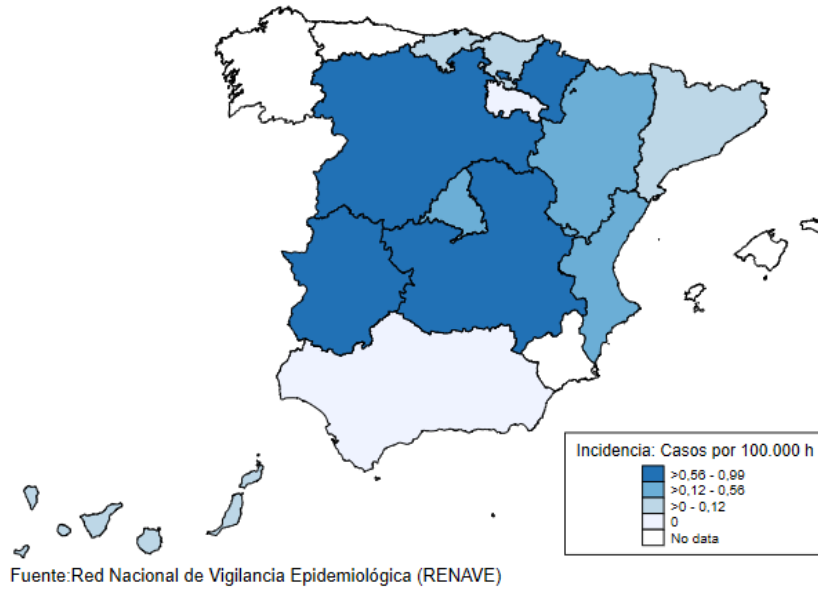 Incidencia: Casos por 100.000 h
>0,56 - 0,99
>0,12 - 0,56
>0 - 0,12
0
No data
Fuente:Red Nacional de Vigilancia Epidemiológica (RENAVE)